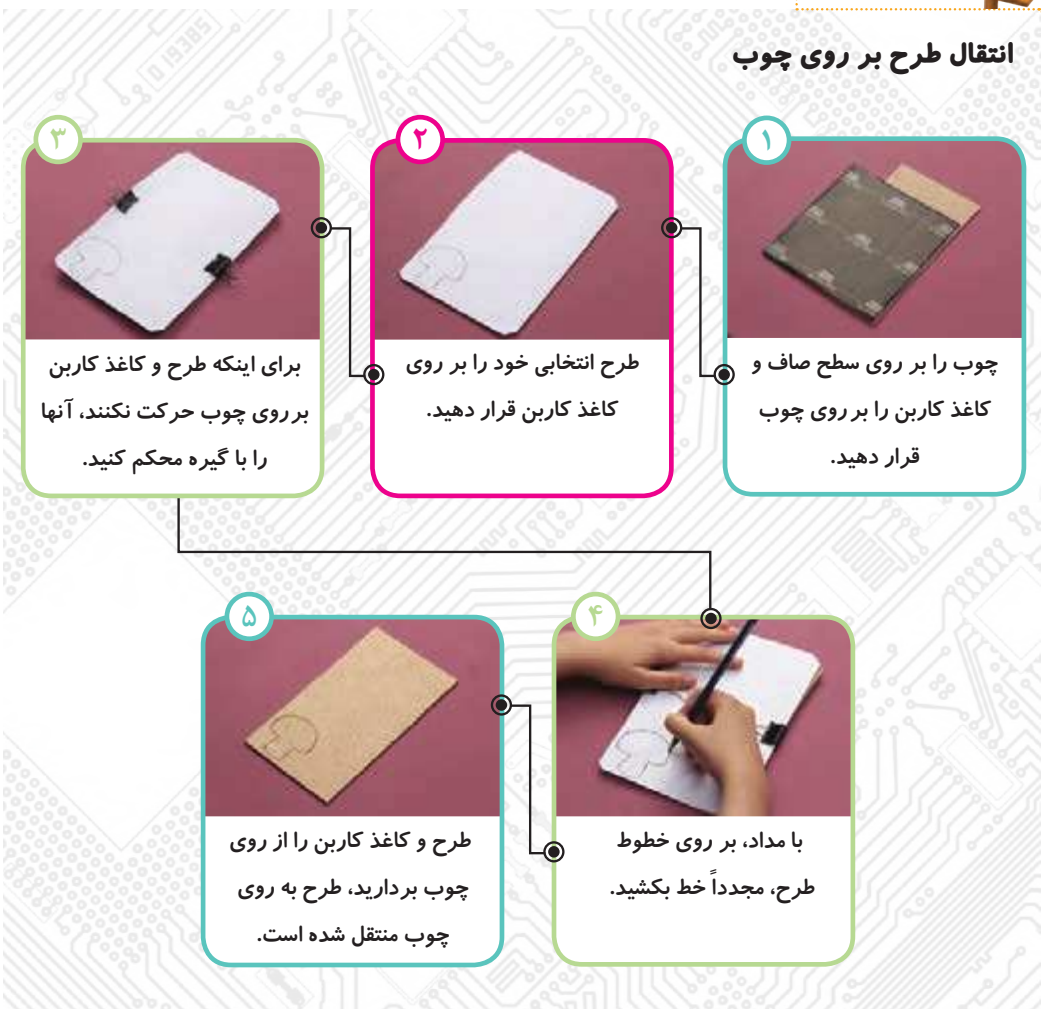 انتقال طرح بر روی چوب
۱
چوب را بر روی سطح صاف و
کاغذ کاربن را بر روی چوب
قرار دهید.
۲
طرح انتخابی خود را بر روی
کاغذ کاربن قرار دهید.
۳
برای اینکه طرح و کاغذ کاربن
بر روی چوب حرکت نکنند، آنها
را با گیره محکم کنید.
۴
با مداد، بر روی خطوط
طرح، مجدداً خط بکشید.
۵
طرح و کاغذ کاربن را از روی
چوب بردارید، طرح به روی
چوب منتقل شده است.